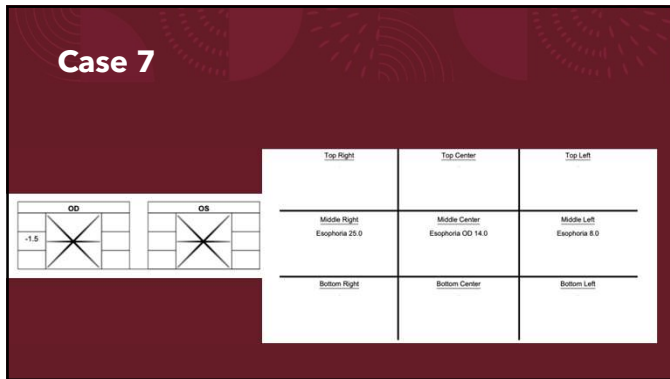 Case 7
OD
OS
-1.5
Top Right
Top Center
Top Left
Middle Right
Middle Center
Middle Left
Esophoria 25.0
Esophoria OD 14.0
Esophoria 8.0
Bottom Right
Bottom Center
Bottom Left